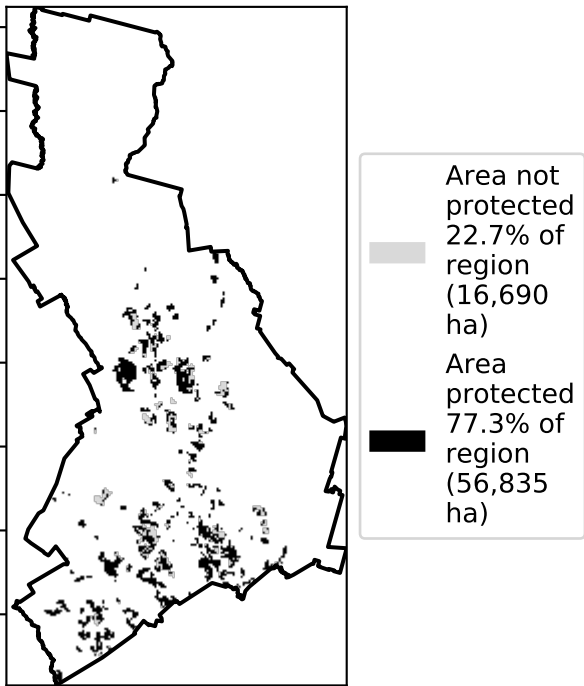 Area not
protected
22.7% of
region
(16,690
ha)
Area
protected
77.3% of
region
(56,835
ha)